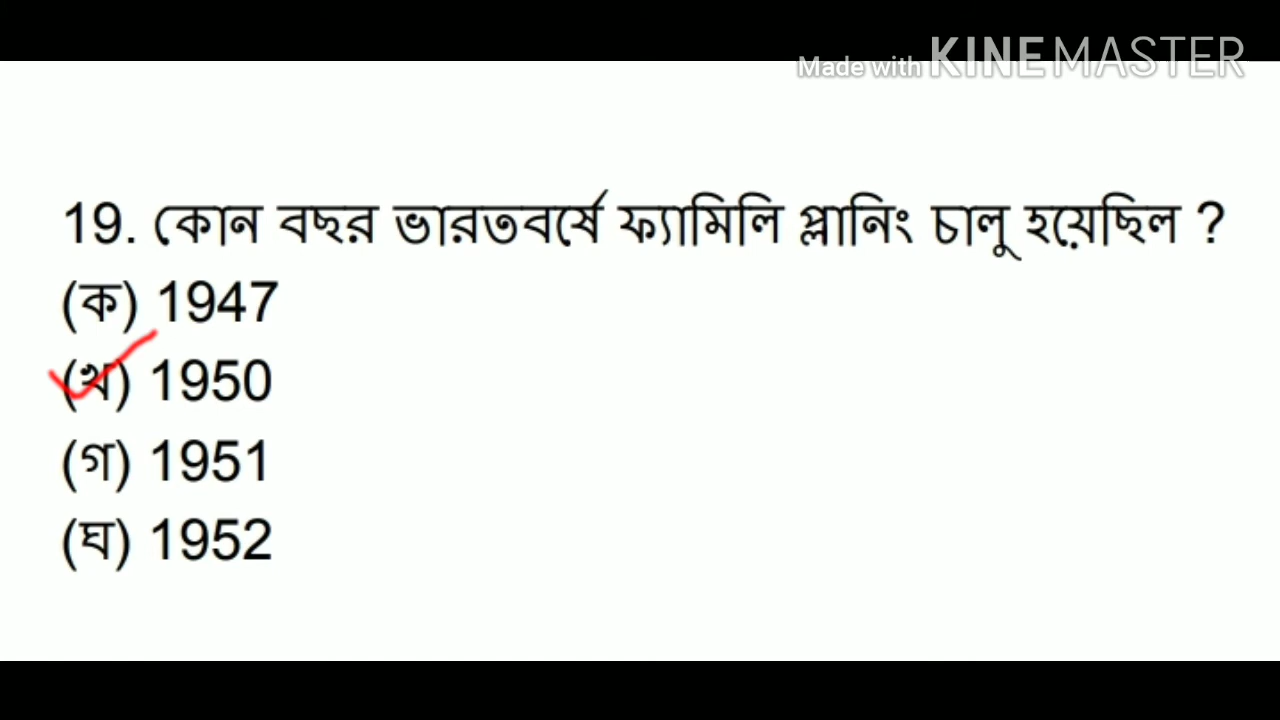 Made with KINEMASTER
19. কোন বছর ভারতবর্ষে ফ্যামিলি প্লানিং চালু হয়েছিল ?
(ক) 1947
(খ) 1950
(গ) 1951
(ঘ) 1952